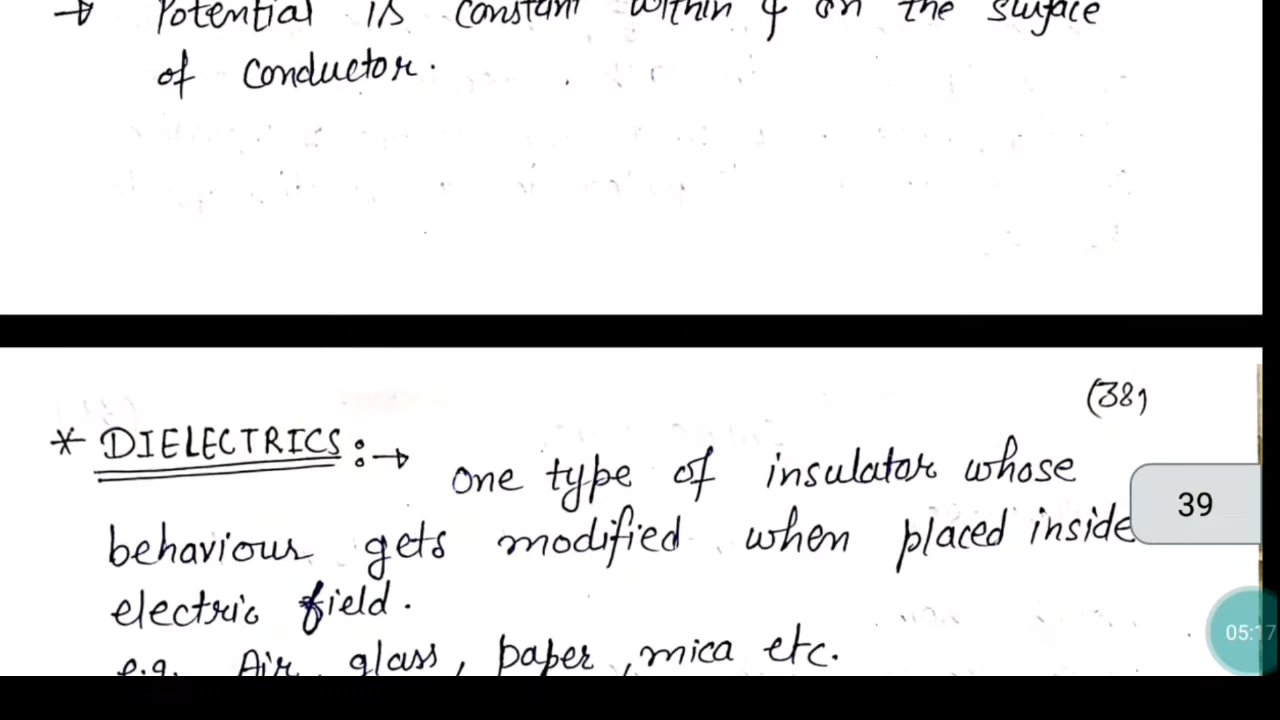 → Potential is constant within & on the surface
of conductor.
(38)
* DIELECTRICS :→ one type of insulator whose
39
behaviour gets modified when placed inside
electric field.
05:17
e.g. Air, glass, paper, mica etc.